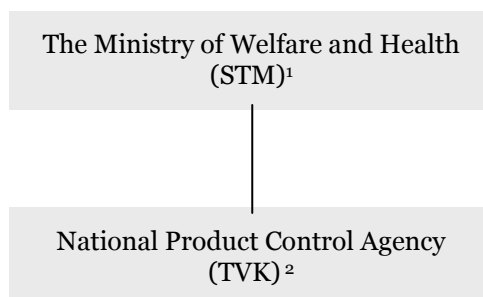 The Ministry of Welfare and Health
(STM)¹
National Product Control Agency
(TVK) ²